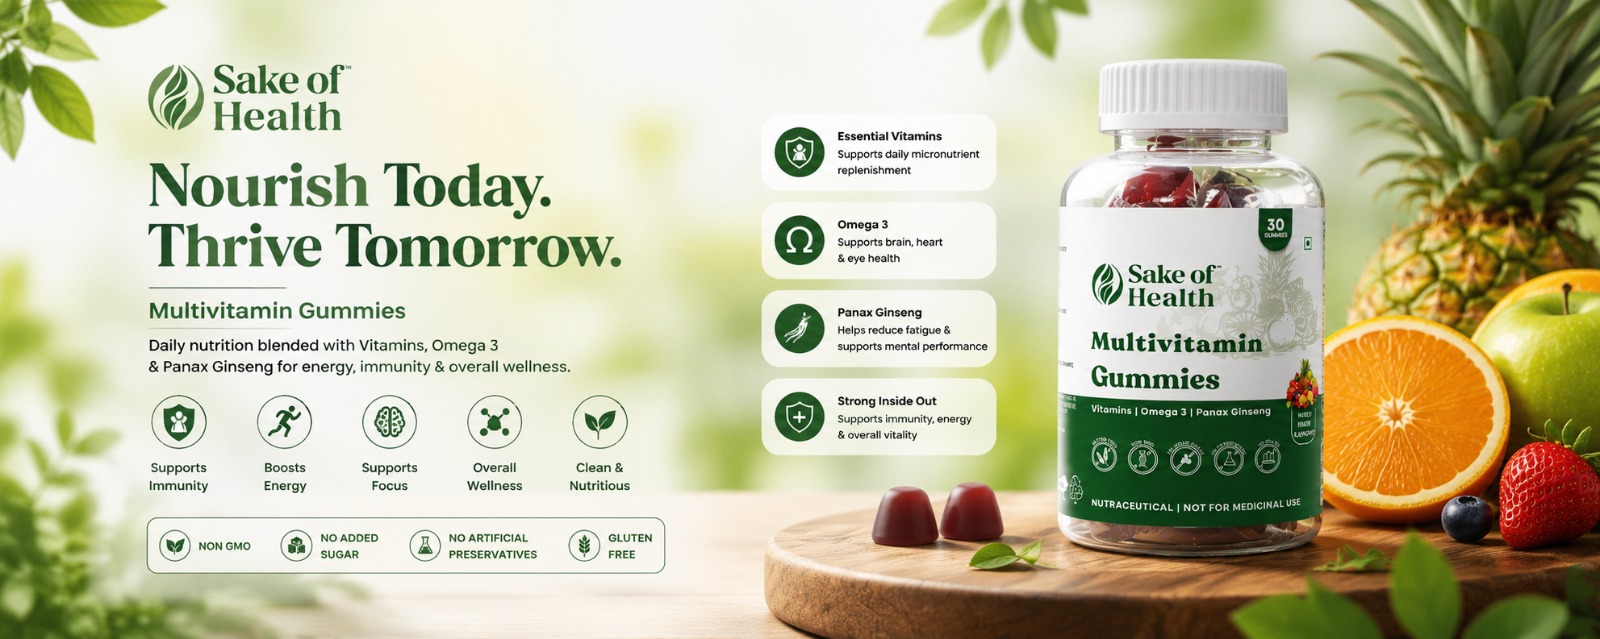 Sake of™
Health
Nourish Today.
Thrive Tomorrow.
Multivitamin Gummies
Daily nutrition blended with Vitamins, Omega 3
& Panax Ginseng for energy, immunity & overall wellness.
Supports
Immunity
Boosts
Energy
Supports
Focus
Overall
Wellness
Clean &
Nutritious
NON GMO
NO ADDED
SUGAR
NO ARTIFICIAL
PRESERVATIVES
GLUTEN
FREE
Essential Vitamins
Supports daily micronutrient
replenishment
Omega 3
Supports brain, heart
& eye health
Panax Ginseng
Helps reduce fatigue &
supports mental performance
Strong Inside Out
Supports immunity, energy
& overall vitality
30
GUMMIES
Sake of™
Health
Multivitamin
Gummies
Vitamins | Omega 3 | Panax Ginseng
NUTRACEUTICAL | NOT FOR MEDICINAL USE